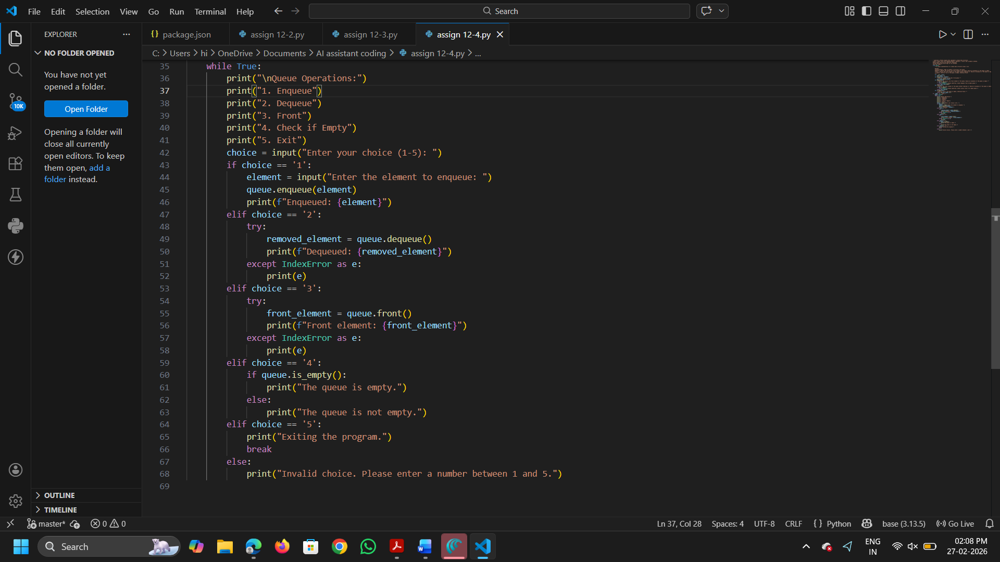 File Edit Selection View Go Run Terminal Help
Search
EXPLORER
package.json
assign 12-2.py
assign 12-3.py
assign 12-4.py
NO FOLDER OPENED
C: > Users > hi > OneDrive > Documents > AI assistant coding > assign 12-4.py > ...
You have not yet
opened a folder.
10K
Open Folder
Opening a folder will
close all currently
open editors. To keep
them open, add a
folder instead.
35 while True:
36 print("\nQueue Operations:")
37 print("1. Enqueue")
38 print("2. Dequeue")
39 print("3. Front")
40 print("4. Check if Empty")
41 print("5. Exit")
42 choice = input("Enter your choice (1-5): ")
43 if choice == '1':
44 element = input("Enter the element to enqueue: ")
45 queue.enqueue(element)
46 print(f"Enqueued: {element}")
47 elif choice == '2':
48 try:
49 removed_element = queue.dequeue()
50 print(f"Dequeued: {removed_element}")
51 except IndexError as e:
52 print(e)
53 elif choice == '3':
54 try:
55 front_element = queue.front()
56 print(f"Front element: {front_element}")
57 except IndexError as e:
58 print(e)
59 elif choice == '4':
60 if queue.is_empty():
61 print("The queue is empty.")
62 else:
63 print("The queue is not empty.")
64 elif choice == '5':
65 print("Exiting the program.")
66 break
67 else:
68 print("Invalid choice. Please enter a number between 1 and 5.")
69
OUTLINE
TIMELINE
master* 0 0
Ln 37, Col 28 Spaces: 4 UTF-8 CRLF {} Python base (3.13.5) Go Live
Search
ENG
IN
02:08 PM
27-02-2026